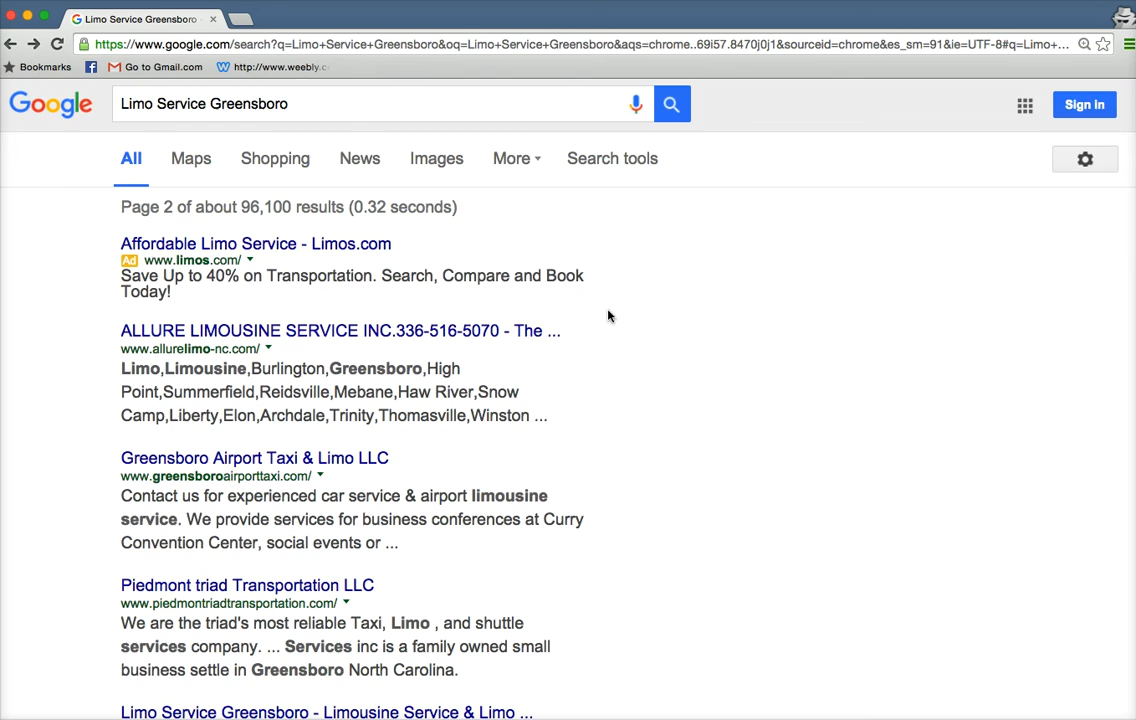 Limo Service Greensboro
https://www.google.com/search?q=Limo+Service+Greensboro&oq=Limo+Service+Greensboro&aqs=chrome..69i57.8470j0j1&sourceid=chrome&es_sm=91&ie=UTF-8#q=Limo+...
Bookmarks Go to Gmail.com http://www.weebly.c
Google Limo Service Greensboro Sign in
All Maps Shopping News Images More Search tools
Page 2 of about 96,100 results (0.32 seconds)
Affordable Limo Service - Limos.com
Ad www.limos.com/
Save Up to 40% on Transportation. Search, Compare and Book
Today!
ALLURE LIMOUSINE SERVICE INC.336-516-5070 - The ...
www.allurelimo-nc.com/
Limo,Limousine,Burlington,Greensboro,High
Point,Summerfield,Reidsville,Mebane,Haw River,Snow
Camp,Liberty,Elon,Archdale,Trinity,Thomasville,Winston ...
Greensboro Airport Taxi & Limo LLC
www.greensboroairporttaxi.com/
Contact us for experienced car service & airport limousine
service. We provide services for business conferences at Curry
Convention Center, social events or ...
Piedmont triad Transportation LLC
www.piedmontriadtransportation.com/
We are the triad's most reliable Taxi, Limo , and shuttle
services company. ... Services inc is a family owned small
business settle in Greensboro North Carolina.
Limo Service Greensboro - Limousine Service & Limo ...